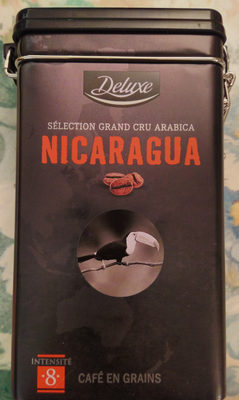 Deluxe
SÉLECTION GRAND CRU ARABICA
NICARAGUA
INTENSITÉ
·8·
CAFÉ EN GRAINS